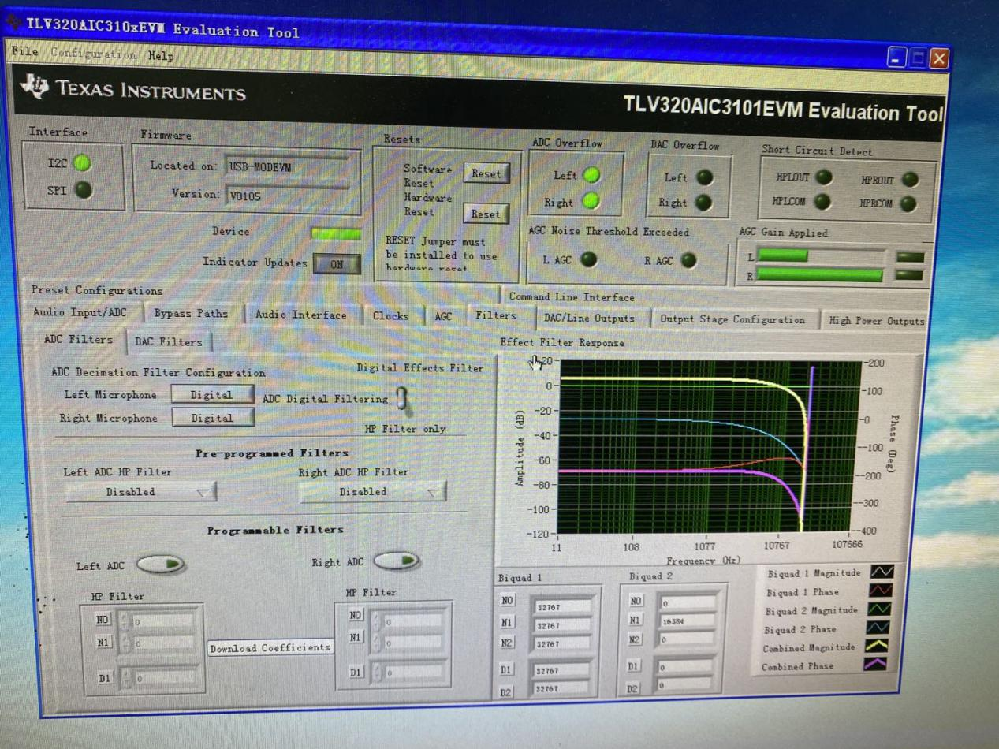 TLV320AIC310xEVM Evaluation Tool
File Configuration Help
TEXAS INSTRUMENTS
TLV320AIC3101EVM Evaluation Tool
Interface
I2C
SPI
Firmware
Located on: USB-MODEVM
Version: V0105
Device
Indicator Updates ON
Resets
Software Reset Reset
Hardware Reset Reset
RESET Jumper must
be installed to use
hardware reset
ADC Overflow
Left
Right
DAC Overflow
Left
Right
Short Circuit Detect
HPLOUT HPROUT
HPLCOM HPRCOM
AGC Noise Threshold Exceeded
L AGC R AGC
AGC Gain Applied
L
R
Preset Configurations Command Line Interface
Audio Input/ADC Bypass Paths Audio Interface Clocks AGC Filters DAC/Line Outputs Output Stage Configuration High Power Outputs
ADC Filters DAC Filters
ADC Decimation Filter Configuration
Digital Effects Filter
Left Microphone Digital ADC Digital Filtering
Right Microphone Digital
HP Filter only
Pre-programmed Filters
Left ADC HP Filter Right ADC HP Filter
Disabled Disabled
Programmable Filters
Left ADC Right ADC
HP Filter HP Filter
N0 0 N0 0
N1 0 N1 0
Download Coefficients
D1 0 D1 0
Effect Filter Response
Amplitude (dB)
20
0
-20
-40
-60
-80
-100
-120
11 108 1077 10767 107666
Frequency (Hz)
-200
-100
-0
--100
--200
--300
--400
Phase (Deg)
Biquad 1
N0 32767
N1 32767
N2 32767
D1 32767
D2 32767
Biquad 2
N0 0
N1 16384
N2 0
D1 0
D2 0
Biquad 1 Magnitude
Biquad 1 Phase
Biquad 2 Magnitude
Biquad 2 Phase
Combined Magnitude
Combined Phase